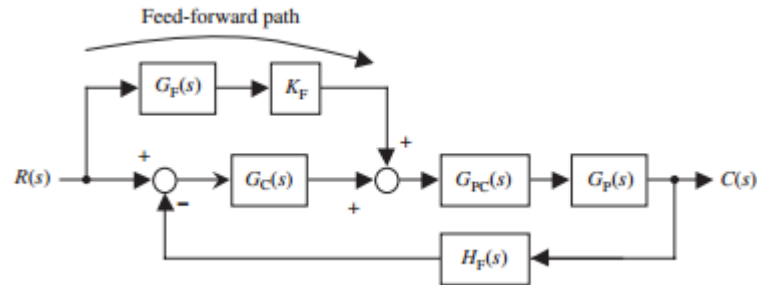 Feed-forward path
G_F(s) K_F
+ +
R(s) G_C(s) G_PC(s) G_P(s) C(s)
− +
H_F(s)